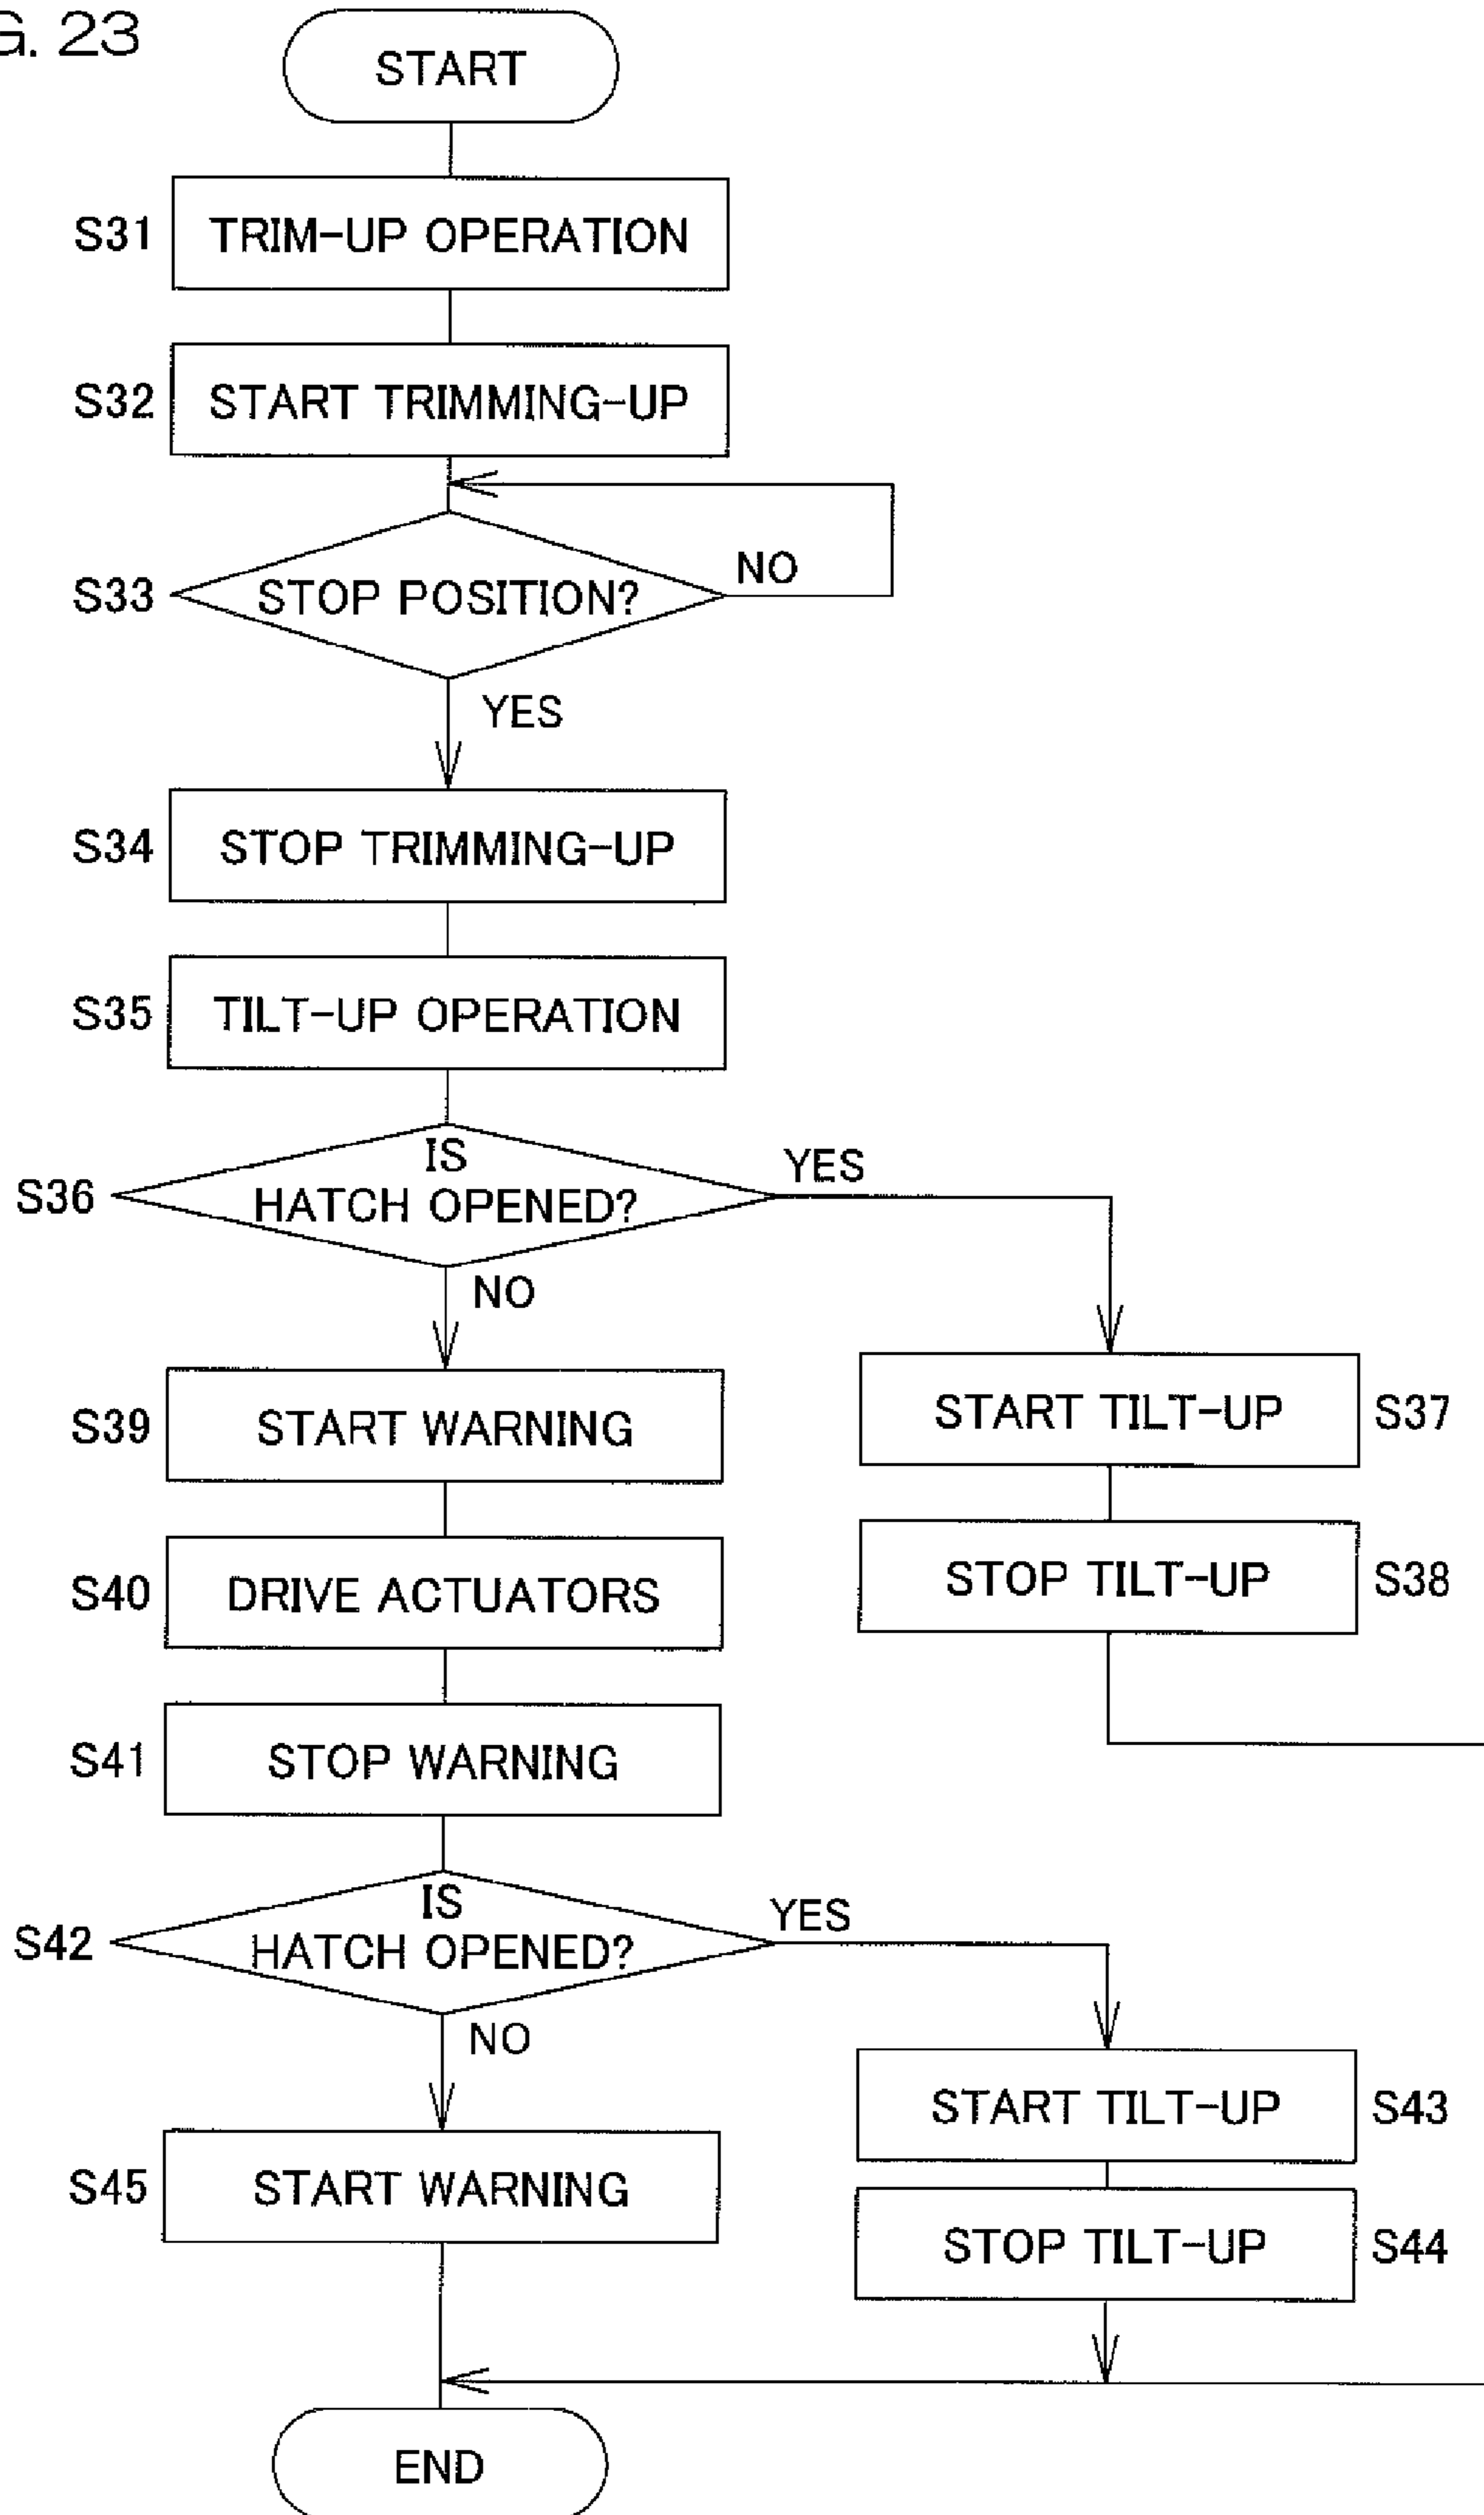 G. 23
START
S31
TRIM-UP OPERATION
S32
START TRIMMING-UP
S33
STOP POSITION?
NO
YES
S34
STOP TRIMMING-UP
S35
TILT-UP OPERATION
S36
IS
HATCH OPENED?
YES
NO
S39
START WARNING
START TILT-UP
S37
S40
DRIVE ACTUATORS
STOP TILT-UP
S38
S41
STOP WARNING
S42
IS
HATCH OPENED?
YES
NO
START TILT-UP
S43
S45
START WARNING
STOP TILT-UP
S44
END